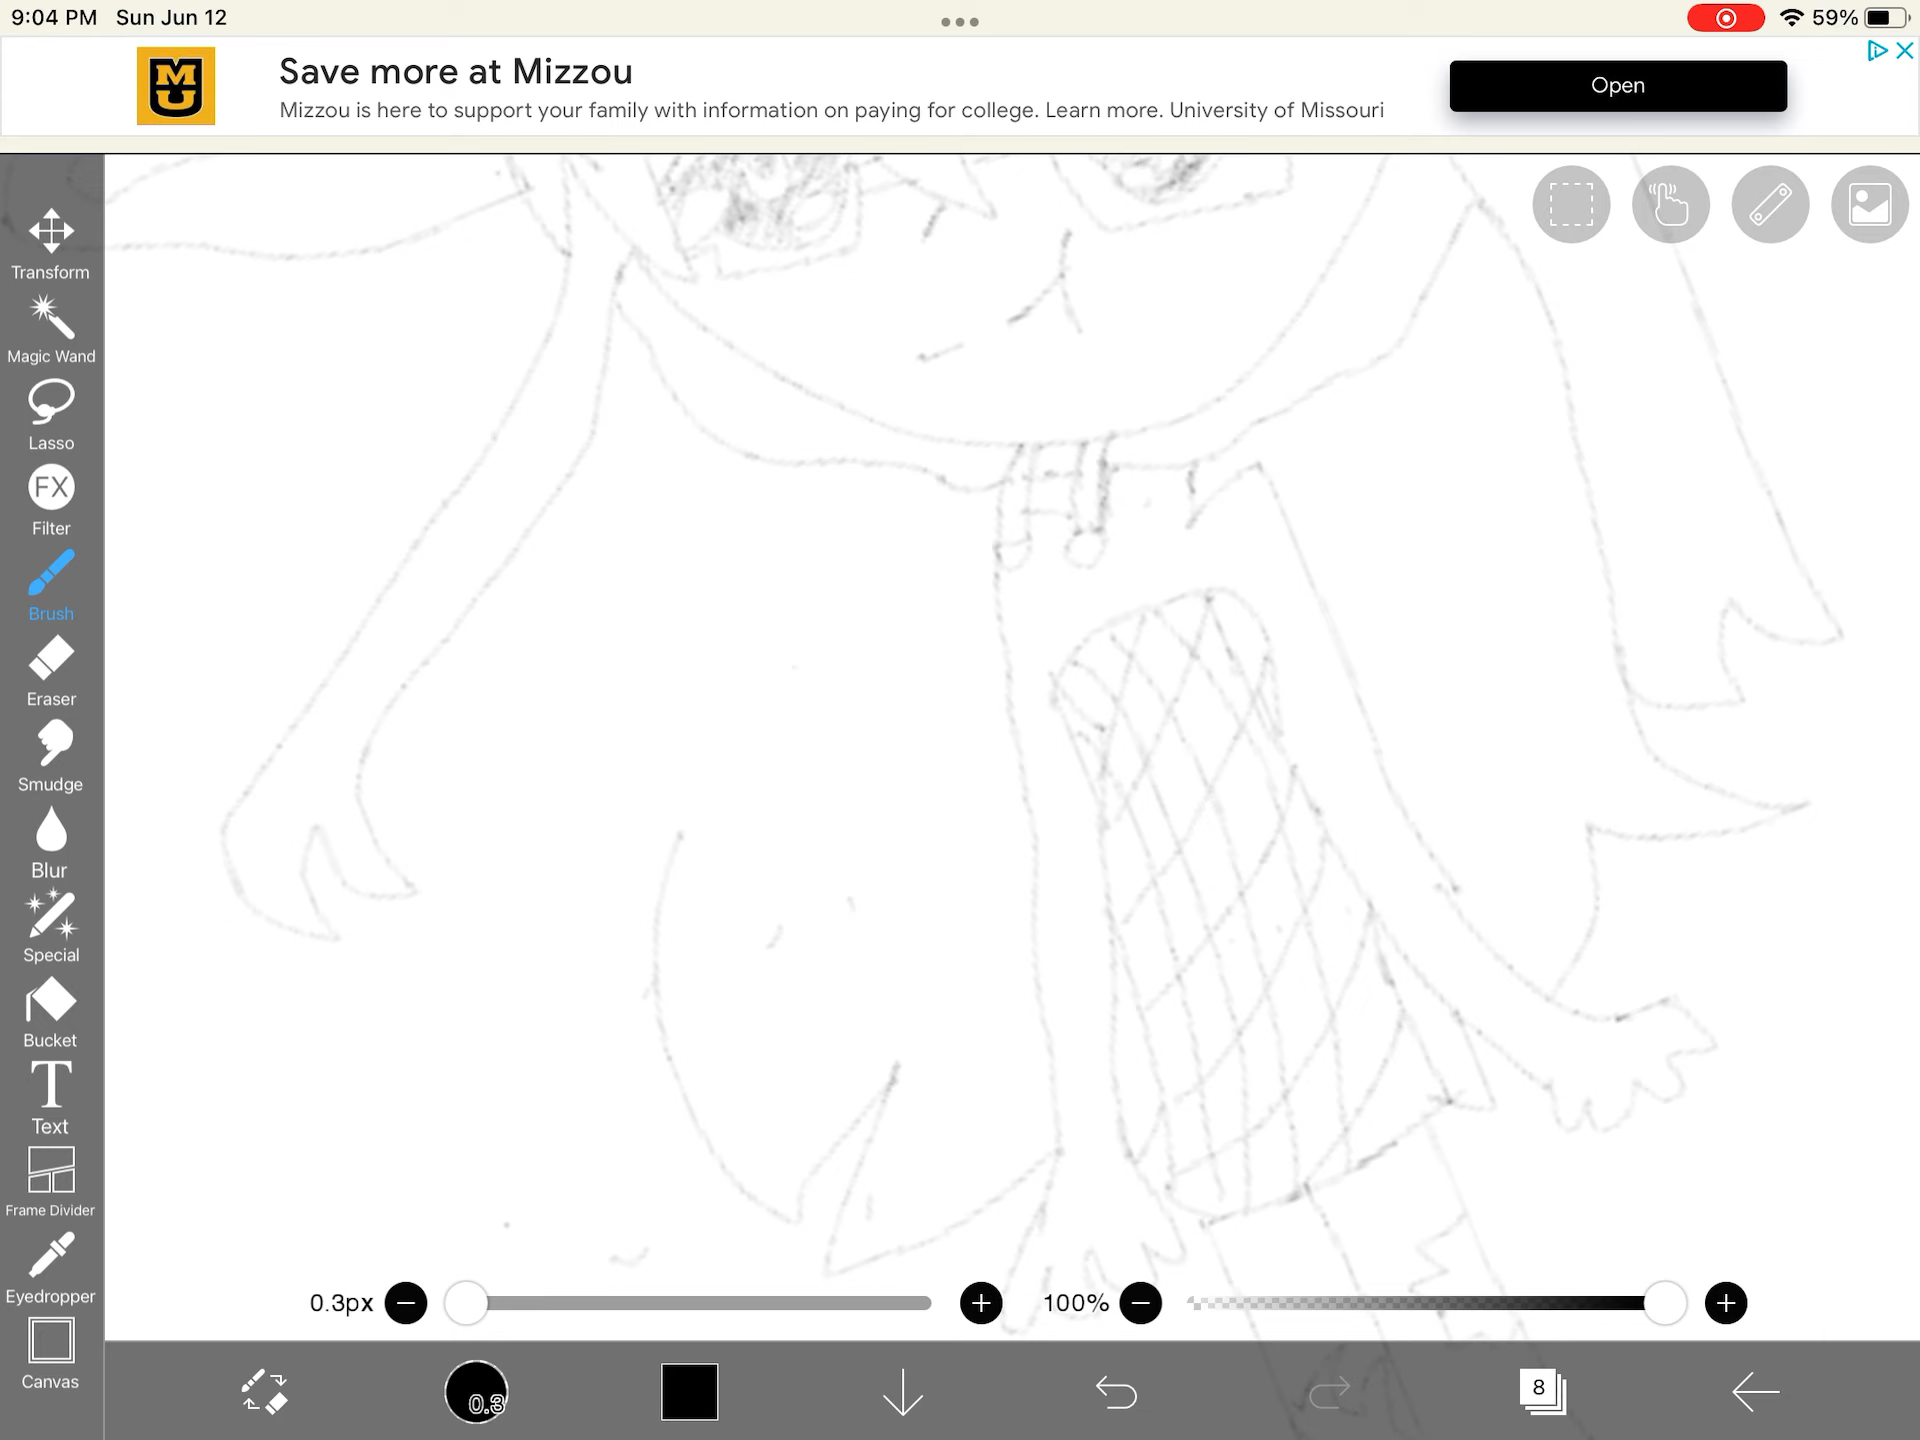 9:04 PM Sun Jun 12
59%
MU
Save more at Mizzou
Mizzou is here to support your family with information on paying for college. Learn more. University of Missouri
Open
Transform
Magic Wand
Lasso
FX
Filter
Brush
Eraser
Smudge
Blur
Special
Bucket
T
Text
Frame Divider
Eyedropper
Canvas
0.3px
100%
0.3
8